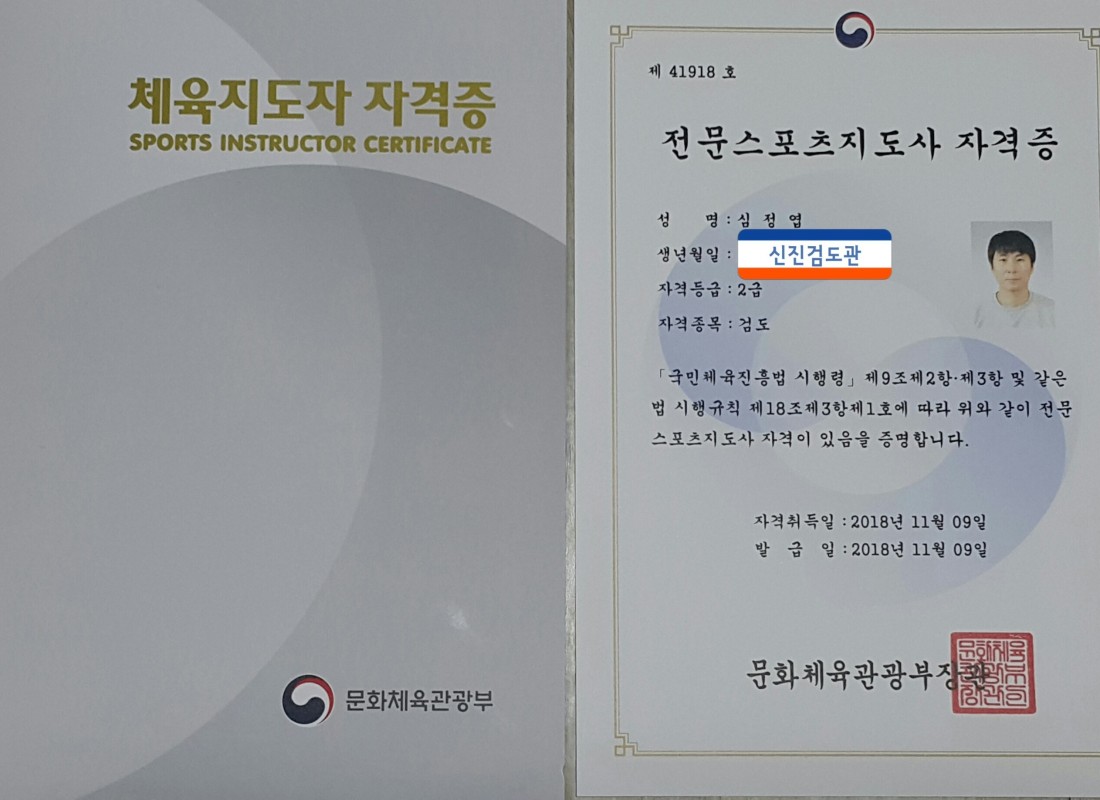 체육지도자 자격증
SPORTS INSTRUCTOR CERTIFICATE
문화체육관광부
제 41918 호
전문스포츠지도사 자격증
성 명 : 심 정 엽
생년월일 :
신진검도관
자격등급 : 2급
자격종목 : 검도
「국민체육진흥법 시행령」 제9조제2항·제3항 및 같은
법 시행규칙 제18조제3항제1호에 따라 위와 같이 전문
스포츠지도사 자격이 있음을 증명합니다.
자격취득일 : 2018년 11월 09일
발 급 일 : 2018년 11월 09일
문화체육관광부장관